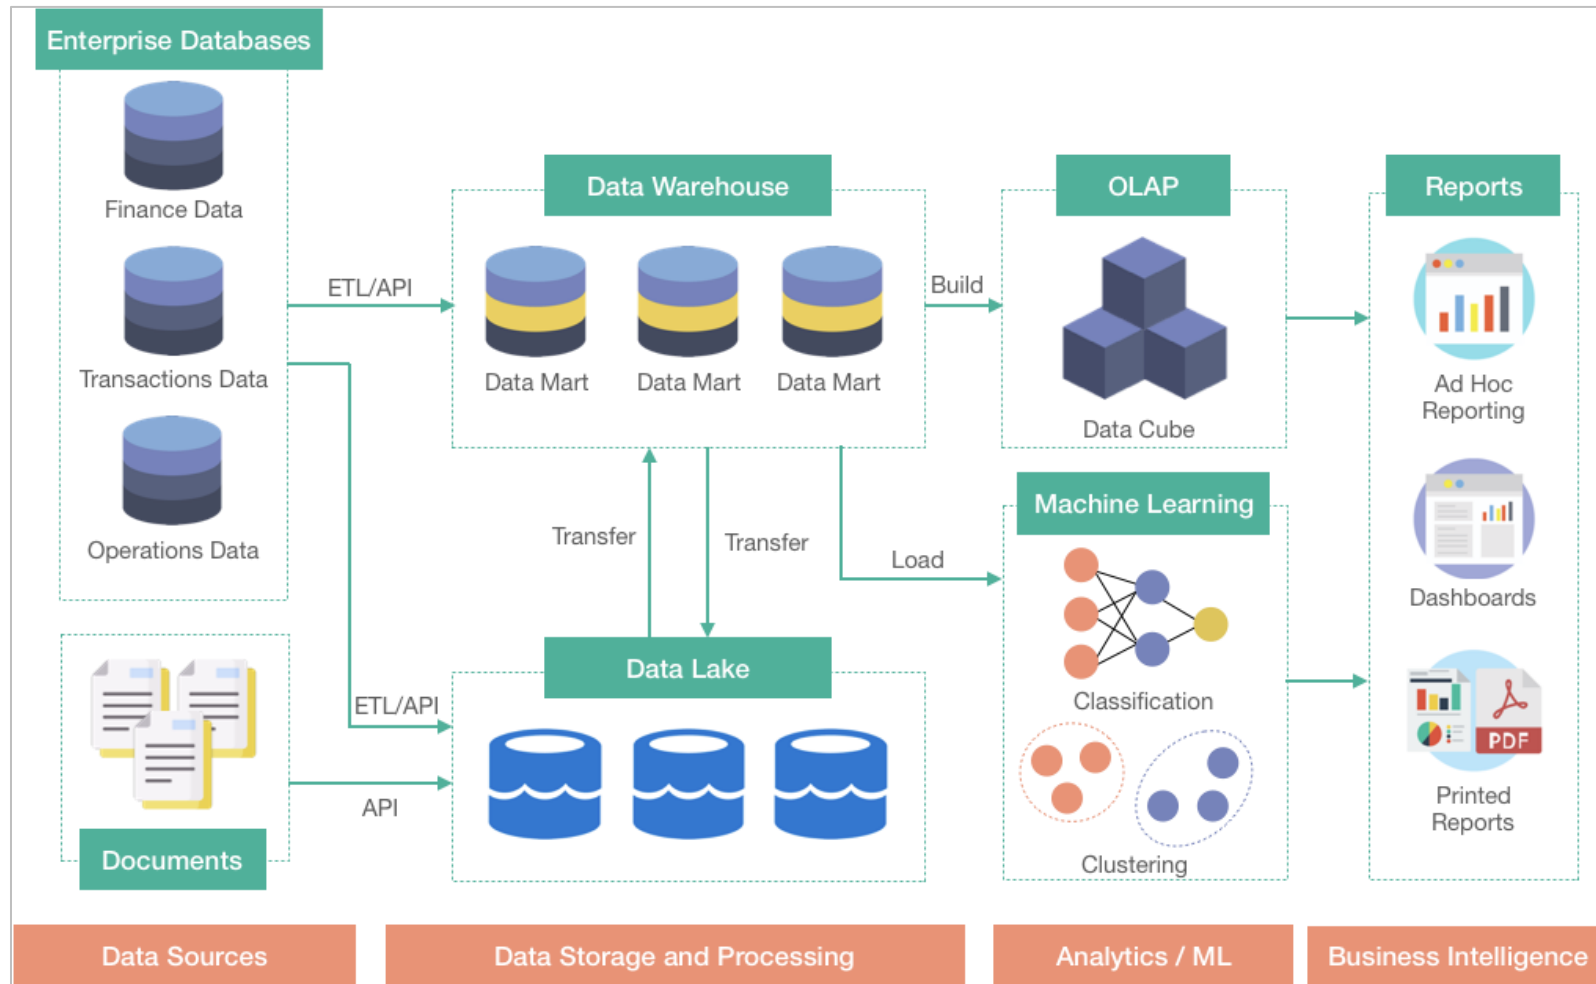 Enterprise Databases
Finance Data
Transactions Data
Operations Data
Documents
ETL/API
ETL/API
API
Data Warehouse
Data Mart
Data Mart
Data Mart
Transfer
Transfer
Data Lake
Build
Load
OLAP
Data Cube
Machine Learning
Classification
Clustering
Reports
Ad Hoc
Reporting
Dashboards
PDF
Printed
Reports
Data Sources
Data Storage and Processing
Analytics / ML
Business Intelligence